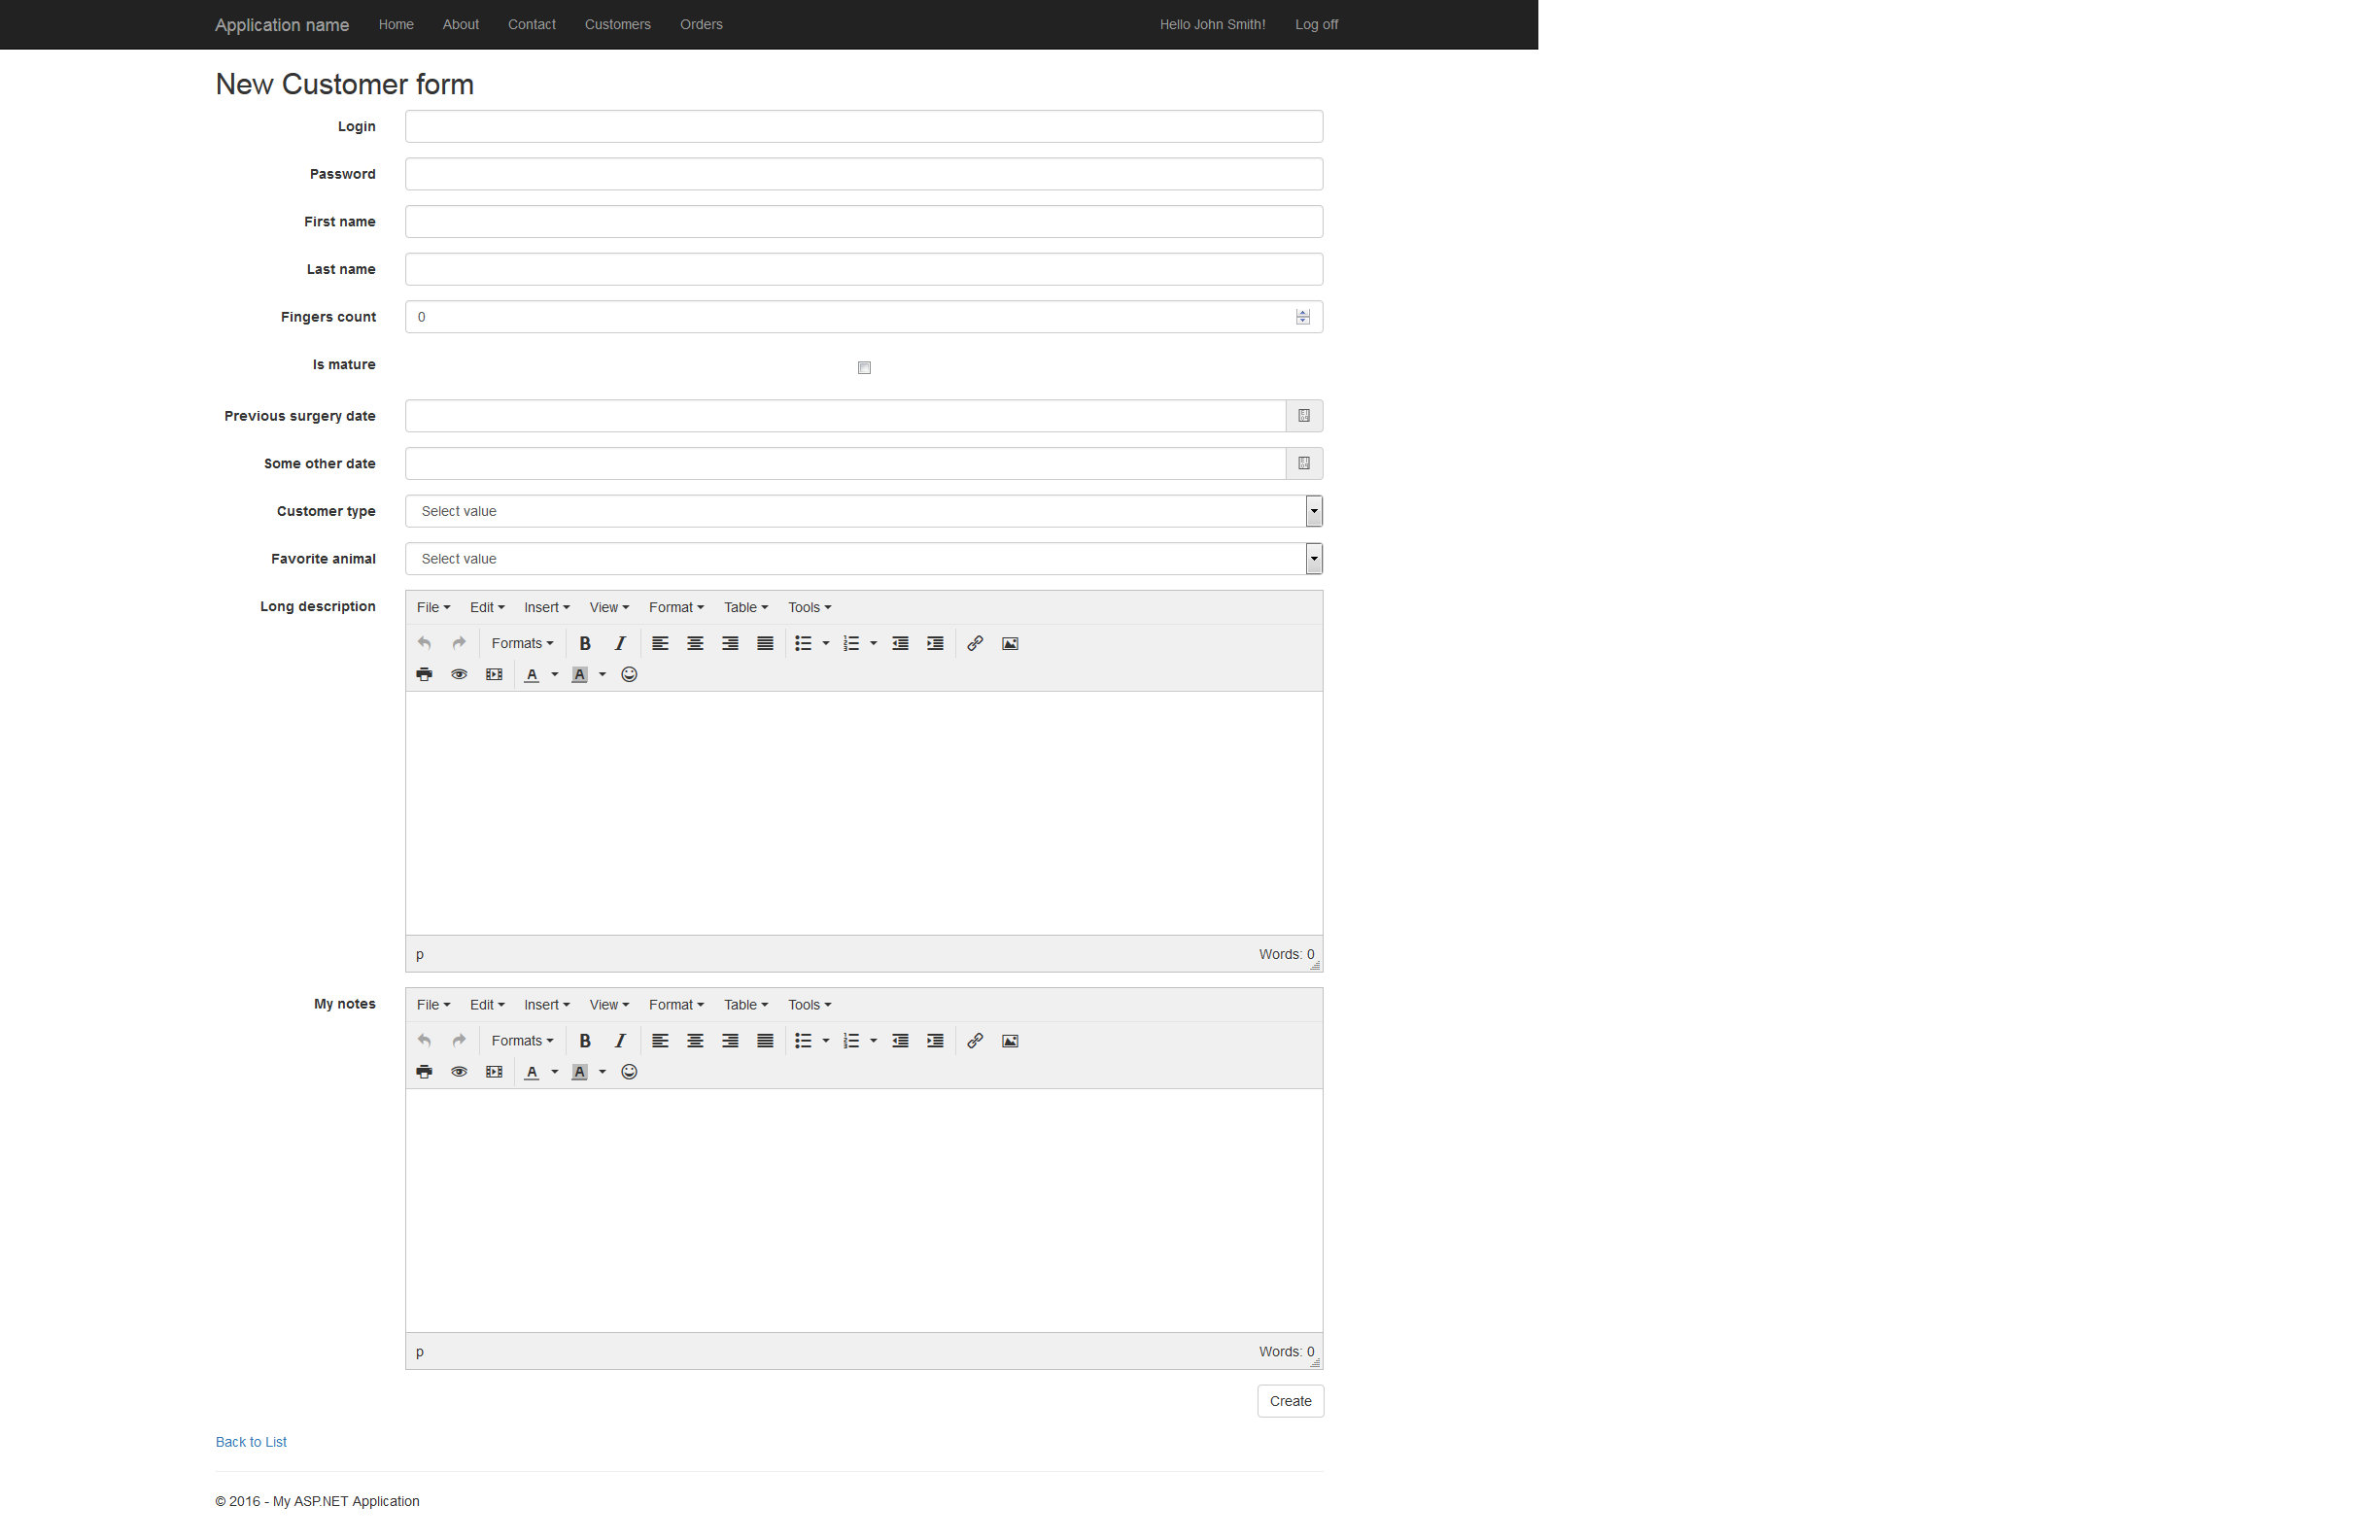 Application name Home About Contact Customers Orders Hello John Smith! Log off
New Customer form
Login
Password
First name
Last name
Fingers count 0
Is mature
Previous surgery date
Some other date
Customer type Select value
Favorite animal Select value
Long description File Edit Insert View Format Table Tools
Formats B I
A A
p Words: 0
My notes File Edit Insert View Format Table Tools
Formats B I
A A
p Words: 0
Create
Back to List
© 2016 - My ASP.NET Application